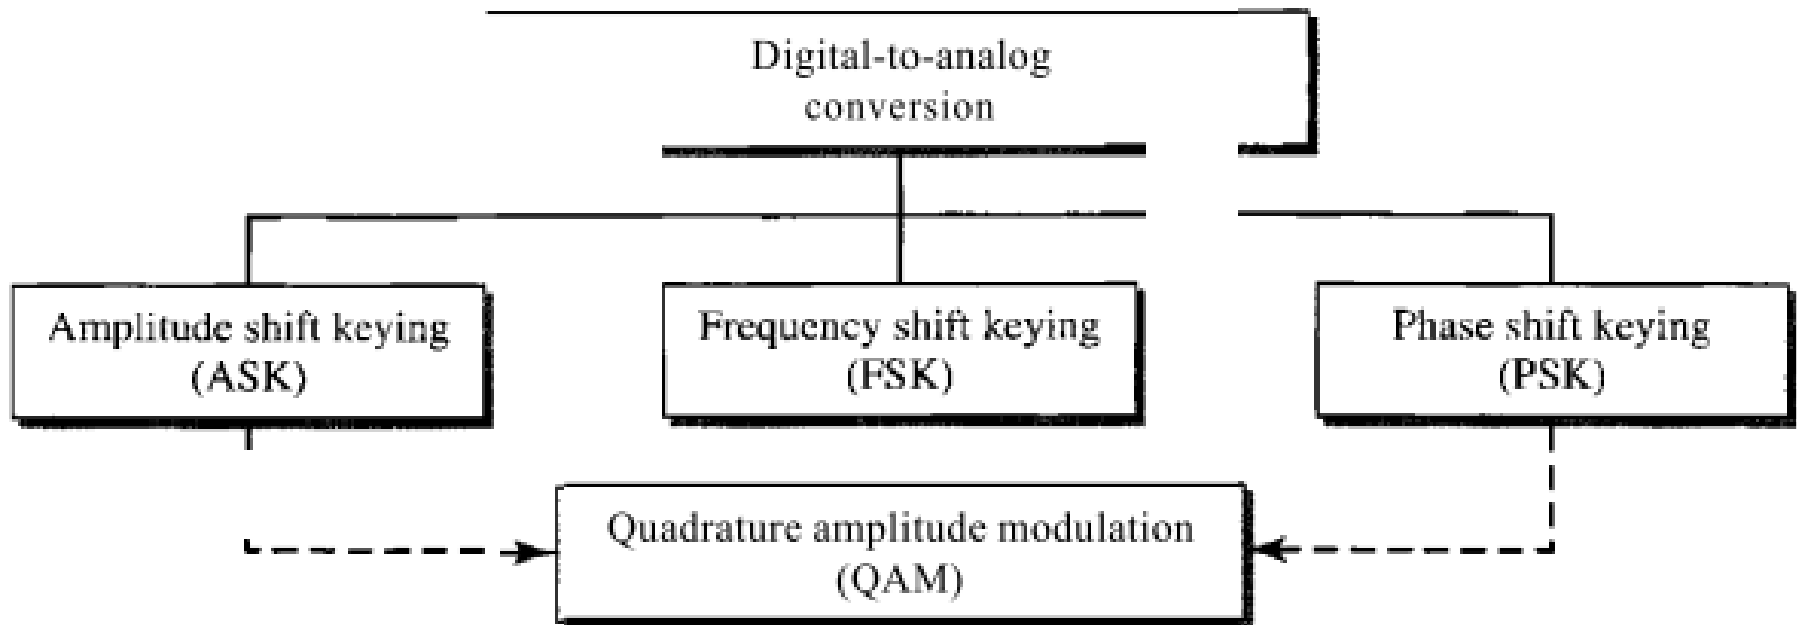 Digital-to-analog
conversion
Amplitude shift keying
(ASK)
Frequency shift keying
(FSK)
Phase shift keying
(PSK)
Quadrature amplitude modulation
(QAM)